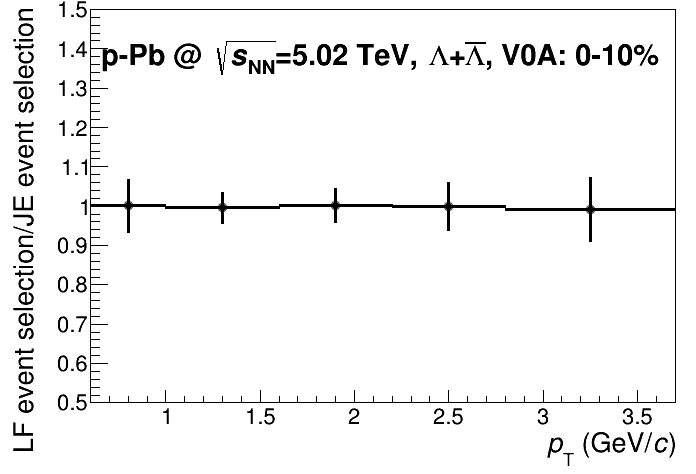 p-Pb @ √sNN=5.02 TeV, Λ+Λ̅, V0A: 0-10%
LF event selection/JE event selection
1.5
1.4
1.3
1.2
1.1
1
0.9
0.8
0.7
0.6
0.5
1 1.5 2 2.5 3 3.5
pT (GeV/c)